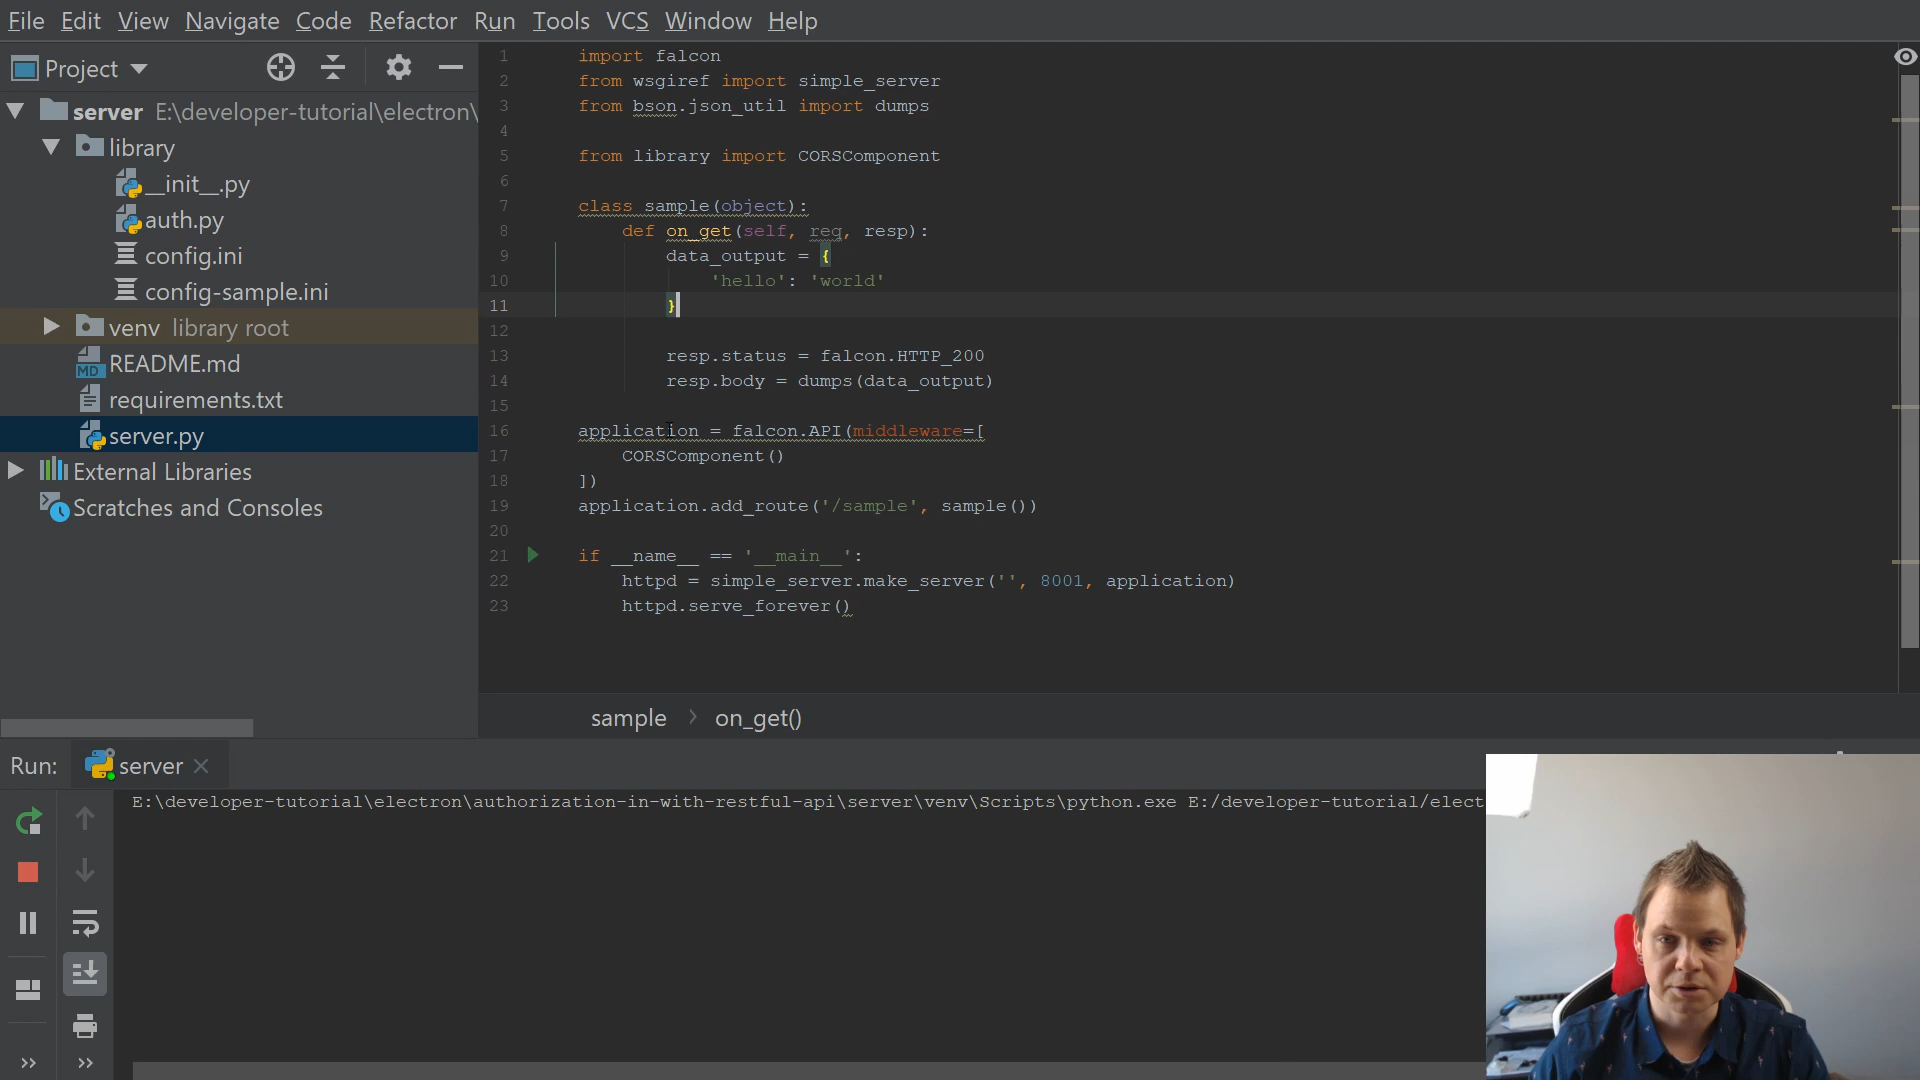 File Edit View Navigate Code Refactor Run Tools VCS Window Help
Project
server E:\developer-tutorial\electron\
library
__init__.py
auth.py
config.ini
config-sample.ini
venv library root
MD README.md
requirements.txt
server.py
External Libraries
Scratches and Consoles
1 import falcon
2 from wsgiref import simple_server
3 from bson.json_util import dumps
4
5 from library import CORSComponent
6
7 class sample(object):
8 def on_get(self, req, resp):
9 data_output = {
10 'hello': 'world'
11 }
12
13 resp.status = falcon.HTTP_200
14 resp.body = dumps(data_output)
15
16 application = falcon.API(middleware=[
17 CORSComponent()
18 ])
19 application.add_route('/sample', sample())
20
21 if __name__ == '__main__':
22 httpd = simple_server.make_server('', 8001, application)
23 httpd.serve_forever()
sample > on_get()
Run: server
E:\developer-tutorial\electron\authorization-in-with-restful-api\server\venv\Scripts\python.exe E:/developer-tutorial/elect